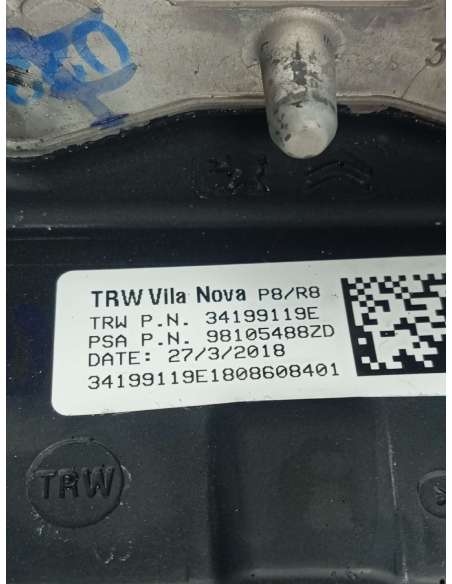 TRW Vila Nova P8/R8
TRW P.N. 34199119E
PSA P.N. 98105488ZD
DATE: 27/3/2018
34199119E1808608401
TRW